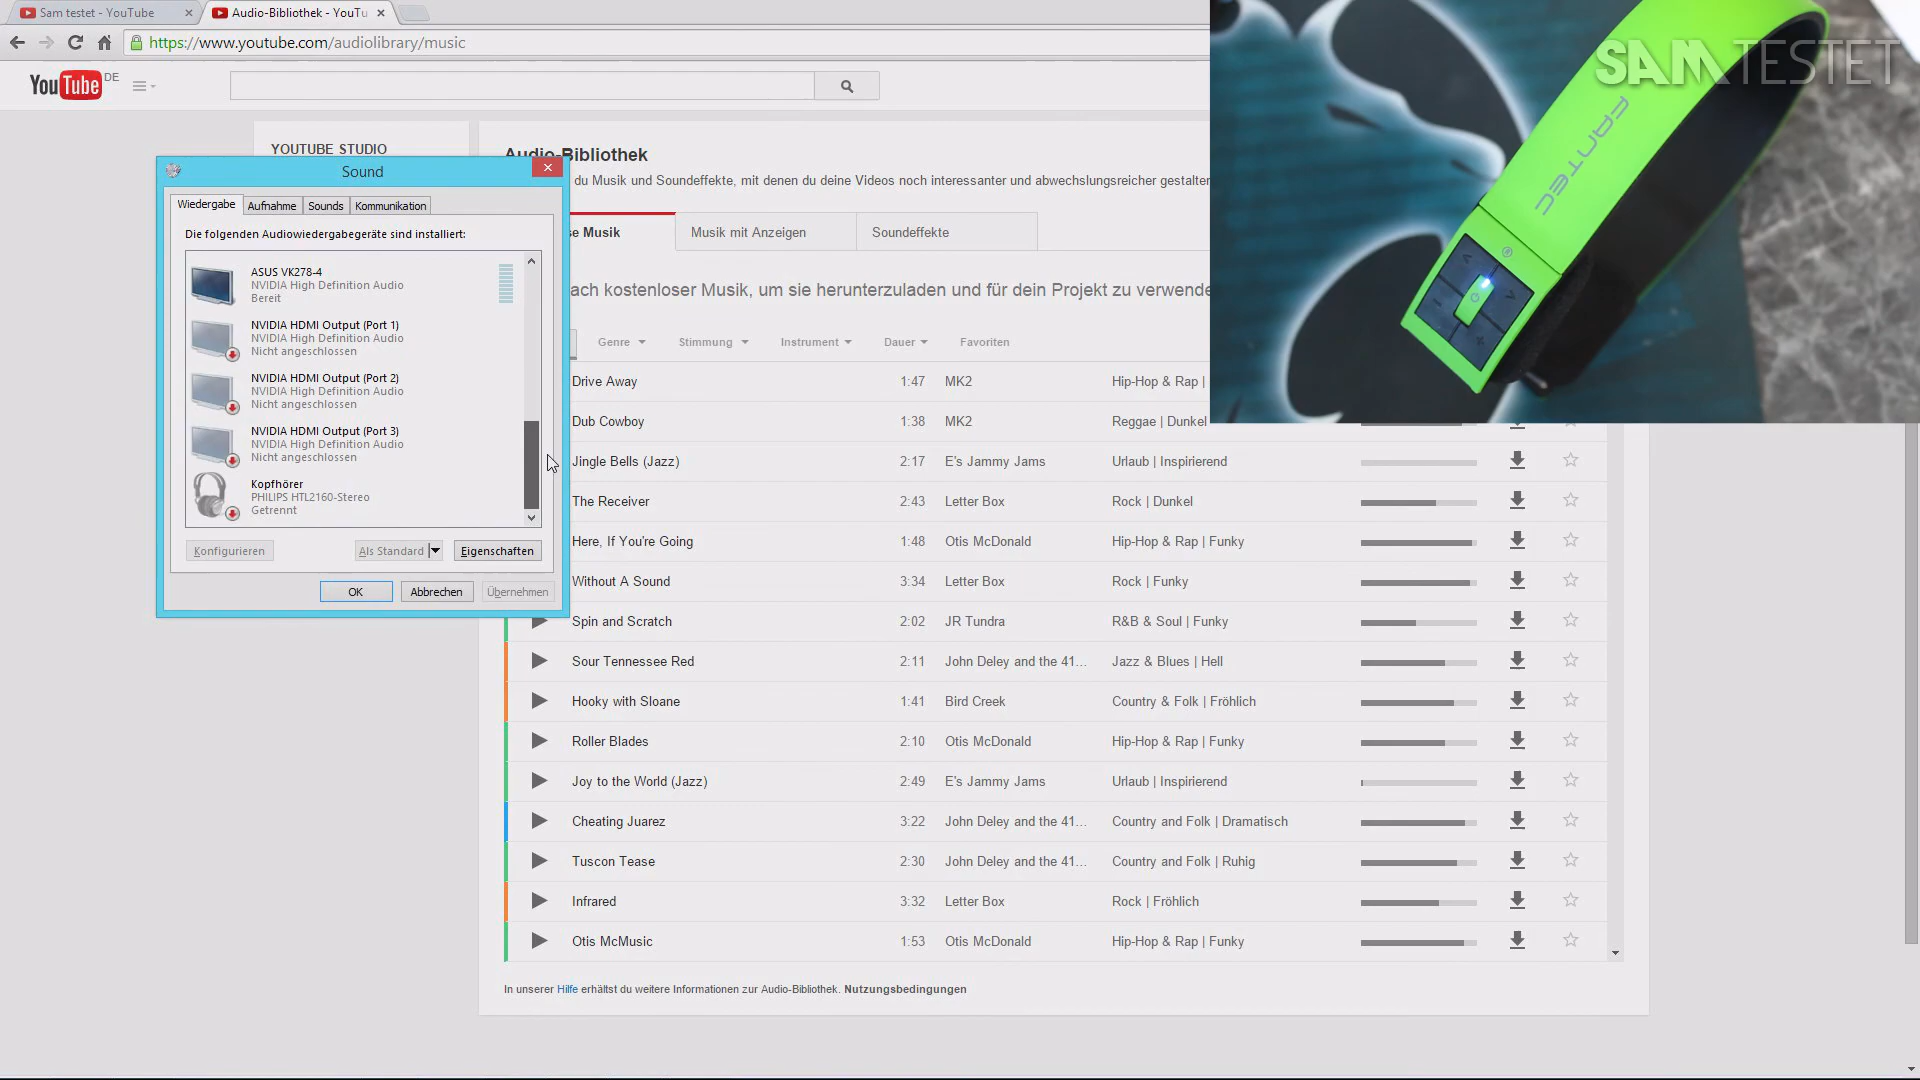 Sam testet - YouTube
Audio-Bibliothek - YouTu
https://www.youtube.com/audiolibrary/music
YouTube DE
YOUTUBE STUDIO
Audio-Bibliothek
du Musik und Soundeffekte, mit denen du deine Videos noch interessanter und abwechslungsreicher gestalten
se Musik
Musik mit Anzeigen
Soundeffekte
ach kostenloser Musik, um sie herunterzuladen und für dein Projekt zu verwende
Genre
Stimmung
Instrument
Dauer
Favoriten
Drive Away 1:47 MK2 Hip-Hop & Rap |
Dub Cowboy 1:38 MK2 Reggae | Dunkel
Jingle Bells (Jazz) 2:17 E's Jammy Jams Urlaub | Inspirierend
The Receiver 2:43 Letter Box Rock | Dunkel
Here, If You're Going 1:48 Otis McDonald Hip-Hop & Rap | Funky
Without A Sound 3:34 Letter Box Rock | Funky
Spin and Scratch 2:02 JR Tundra R&B & Soul | Funky
Sour Tennessee Red 2:11 John Deley and the 41... Jazz & Blues | Hell
Hooky with Sloane 1:41 Bird Creek Country & Folk | Fröhlich
Roller Blades 2:10 Otis McDonald Hip-Hop & Rap | Funky
Joy to the World (Jazz) 2:49 E's Jammy Jams Urlaub | Inspirierend
Cheating Juarez 3:22 John Deley and the 41... Country and Folk | Dramatisch
Tuscon Tease 2:30 John Deley and the 41... Country and Folk | Ruhig
Infrared 3:32 Letter Box Rock | Fröhlich
Otis McMusic 1:53 Otis McDonald Hip-Hop & Rap | Funky
In unserer Hilfe erhältst du weitere Informationen zur Audio-Bibliothek. Nutzungsbedingungen
Sound
Wiedergabe
Aufnahme
Sounds
Kommunikation
Die folgenden Audiowiedergabegeräte sind installiert:
ASUS VK278-4
NVIDIA High Definition Audio
Bereit
NVIDIA HDMI Output (Port 1)
NVIDIA High Definition Audio
Nicht angeschlossen
NVIDIA HDMI Output (Port 2)
NVIDIA High Definition Audio
Nicht angeschlossen
NVIDIA HDMI Output (Port 3)
NVIDIA High Definition Audio
Nicht angeschlossen
Kopfhörer
PHILIPS HTL2160-Stereo
Getrennt
Konfigurieren
Als Standard
Eigenschaften
OK
Abbrechen
Übernehmen
SAMTESTET
FANTEC